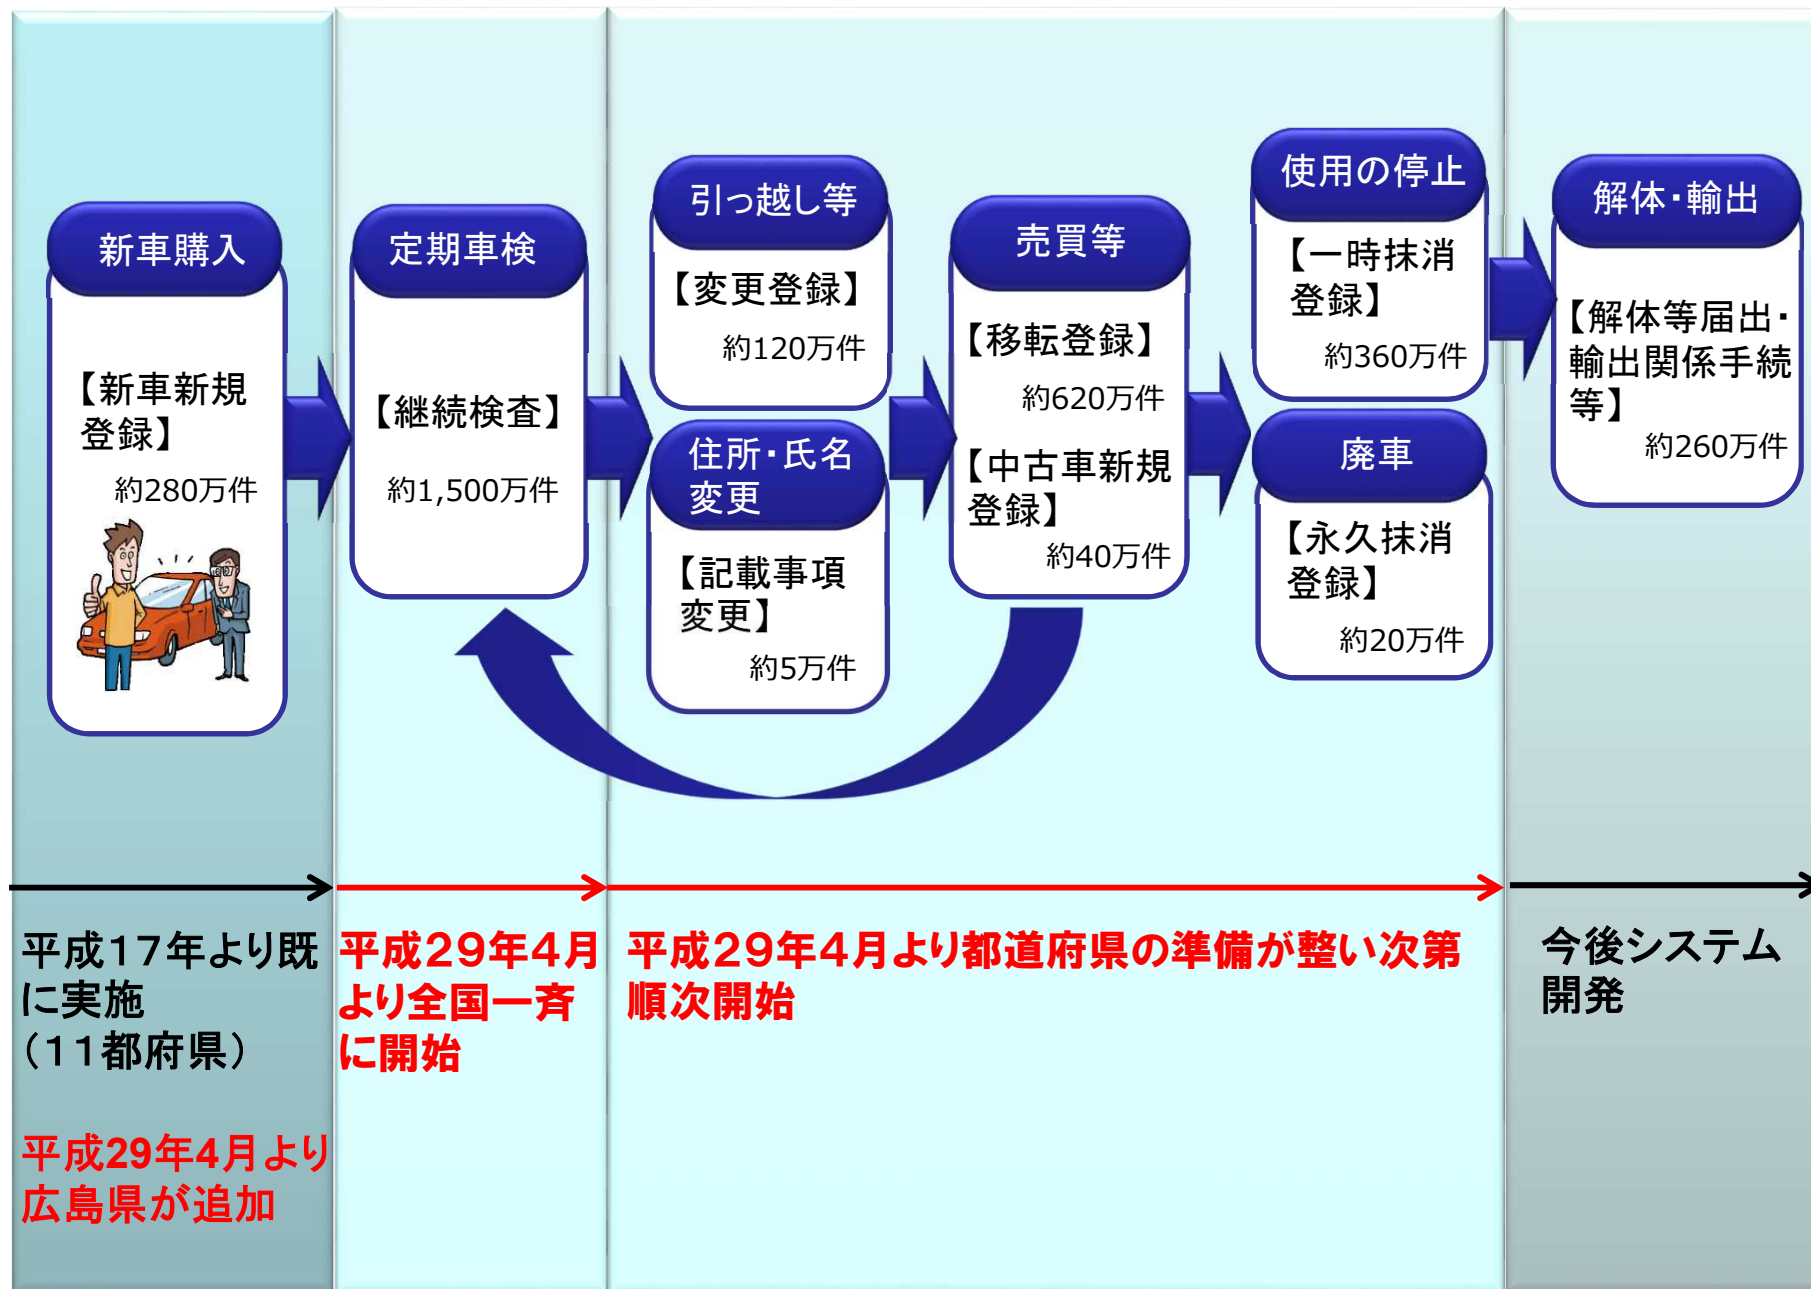 新車購入
【新車新規
登録】
約280万件
定期車検
【継続検査】
約1,500万件
引っ越し等
【変更登録】
約120万件
住所・氏名
変更
【記載事項
変更】
約5万件
売買等
【移転登録】
約620万件
【中古車新規
登録】
約40万件
使用の停止
【一時抹消
登録】
約360万件
廃車
【永久抹消
登録】
約20万件
解体・輸出
【解体等届出・
輸出関係手続
等】
約260万件
平成17年より既
に実施
(11都府県)
平成29年4月より
広島県が追加
平成29年4月
より全国一斉
に開始
平成29年4月より都道府県の準備が整い次第
順次開始
今後システム
開発